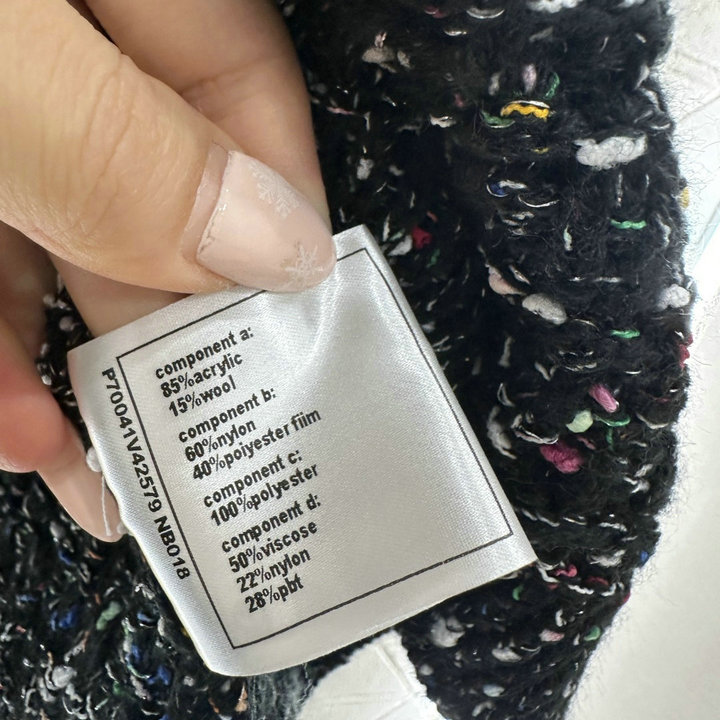 component a:
85%acrylic
15%wool
component b:
60%nylon
40%polyester fiim
component c:
100%polyester
component d:
50%viscose
22%nylon
28%pbt
P70041V42579 NB018